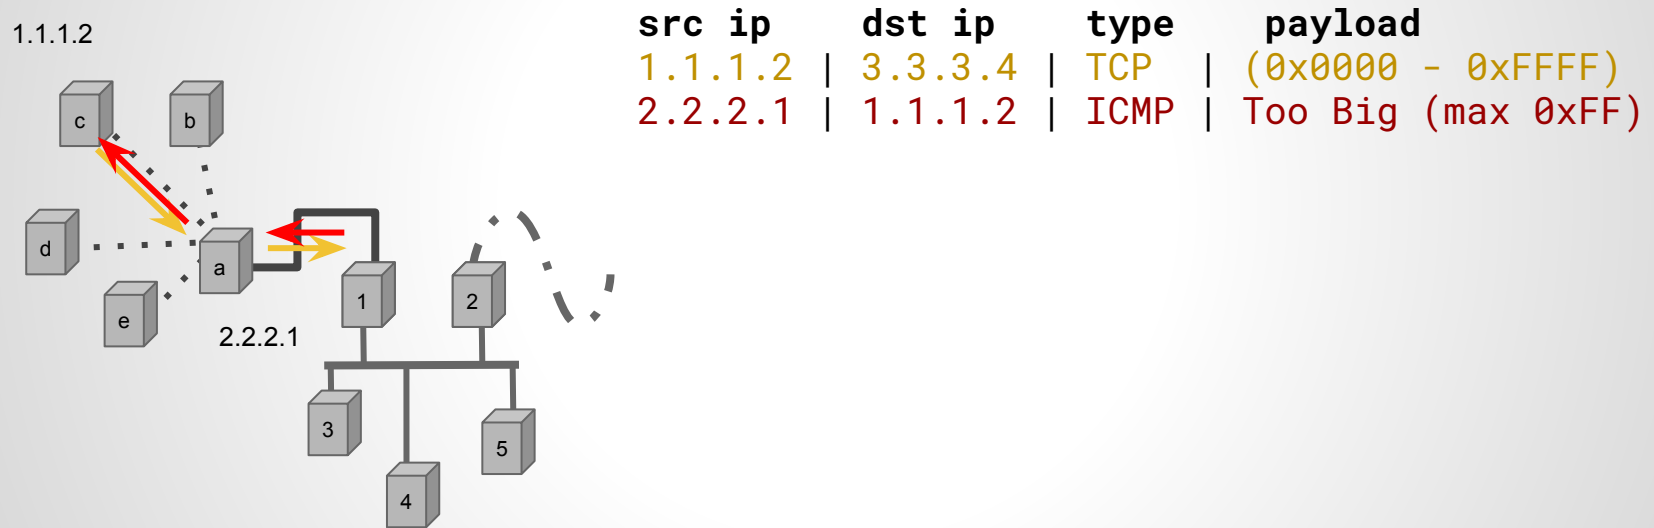 src ip dst ip type payload
1.1.1.2 | 3.3.3.4 | TCP | (0x0000 - 0xFFFF)
2.2.2.1 | 1.1.1.2 | ICMP | Too Big (max 0xFF)
1.1.1.2
c
b
d
a
e
1
2
2.2.2.1
3
5
4